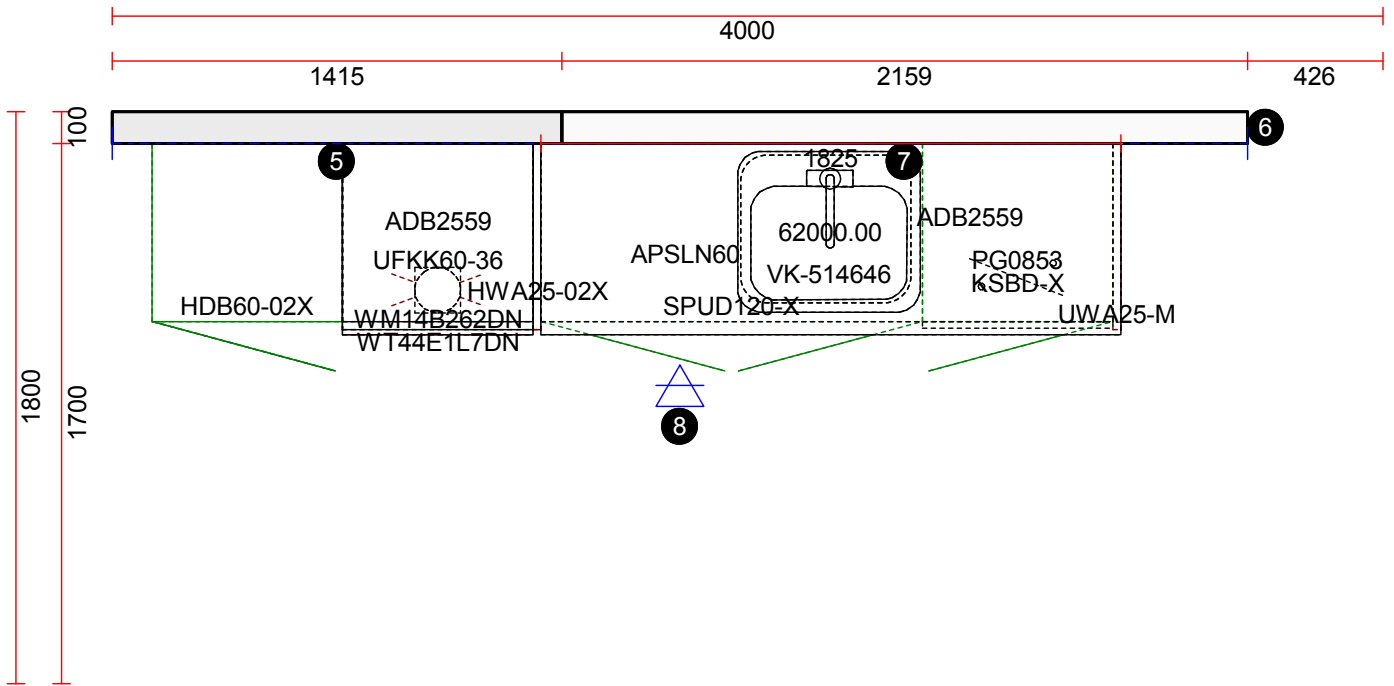 4000
1415
2159
426
100
6
5
1825
7
ADB2559
ADB2559
62000.00
APSLN60
UFKK60-36
PG0853
VK-514646
KSBD-X
HWA25-02X
HDB60-02X
SPUD120-X
UWA25-M
WM14B262DN
WT44E1L7DN
1800
1700
8